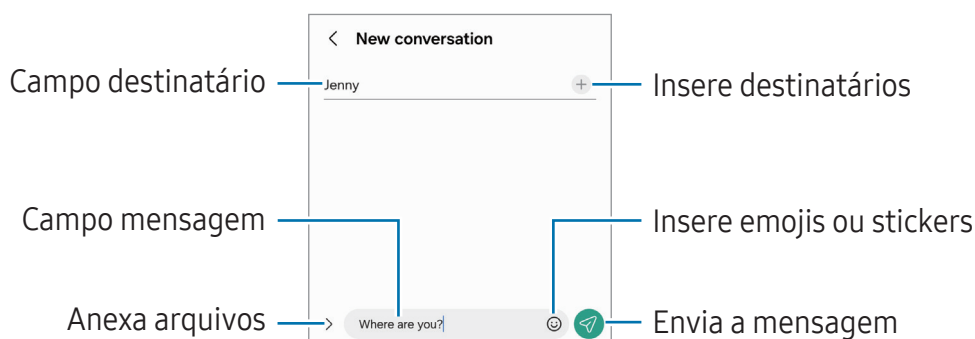 New conversation
Campo destinatário
Jenny
Insere destinatários
Campo mensagem
Insere emojis ou stickers
Anexa arquivos
Where are you?
Envia a mensagem